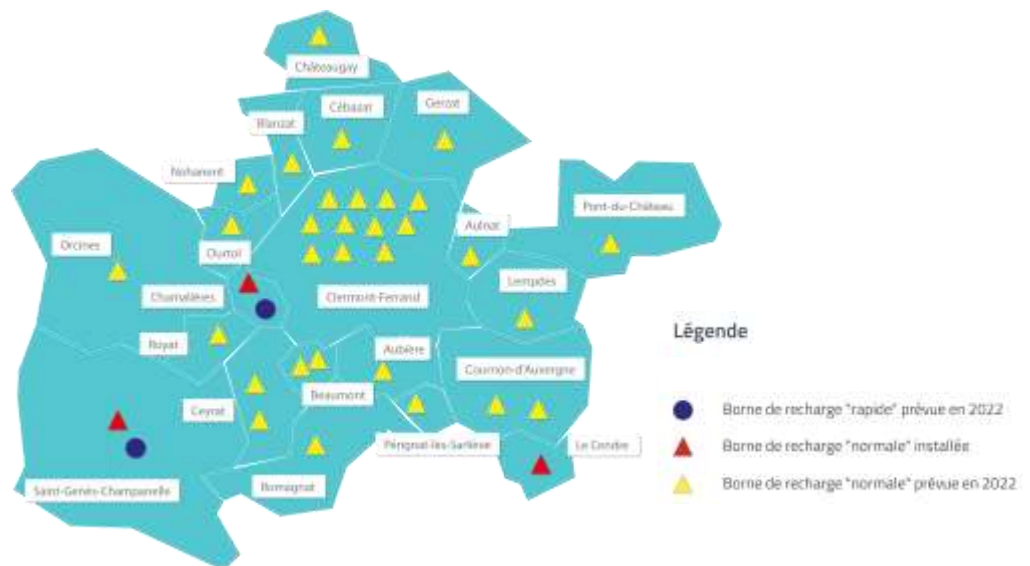 Châteaugay
Cébazat
Gerzat
Blanzat
Nohanent
Pont-du-Château
Aulnat
Orcines
Durtol
Lempdes
Chamalières
Clermont-Ferrand
Royat
Aubière
Cournon-d'Auvergne
Beaumont
Ceyrat
Pérignat-lès-Sarliève
Le Cendre
Saint-Genès-Champanelle
Romagnat
Légende
Borne de recharge "rapide" prévue en 2022
Borne de recharge "normale" installée
Borne de recharge "normale" prévue en 2022